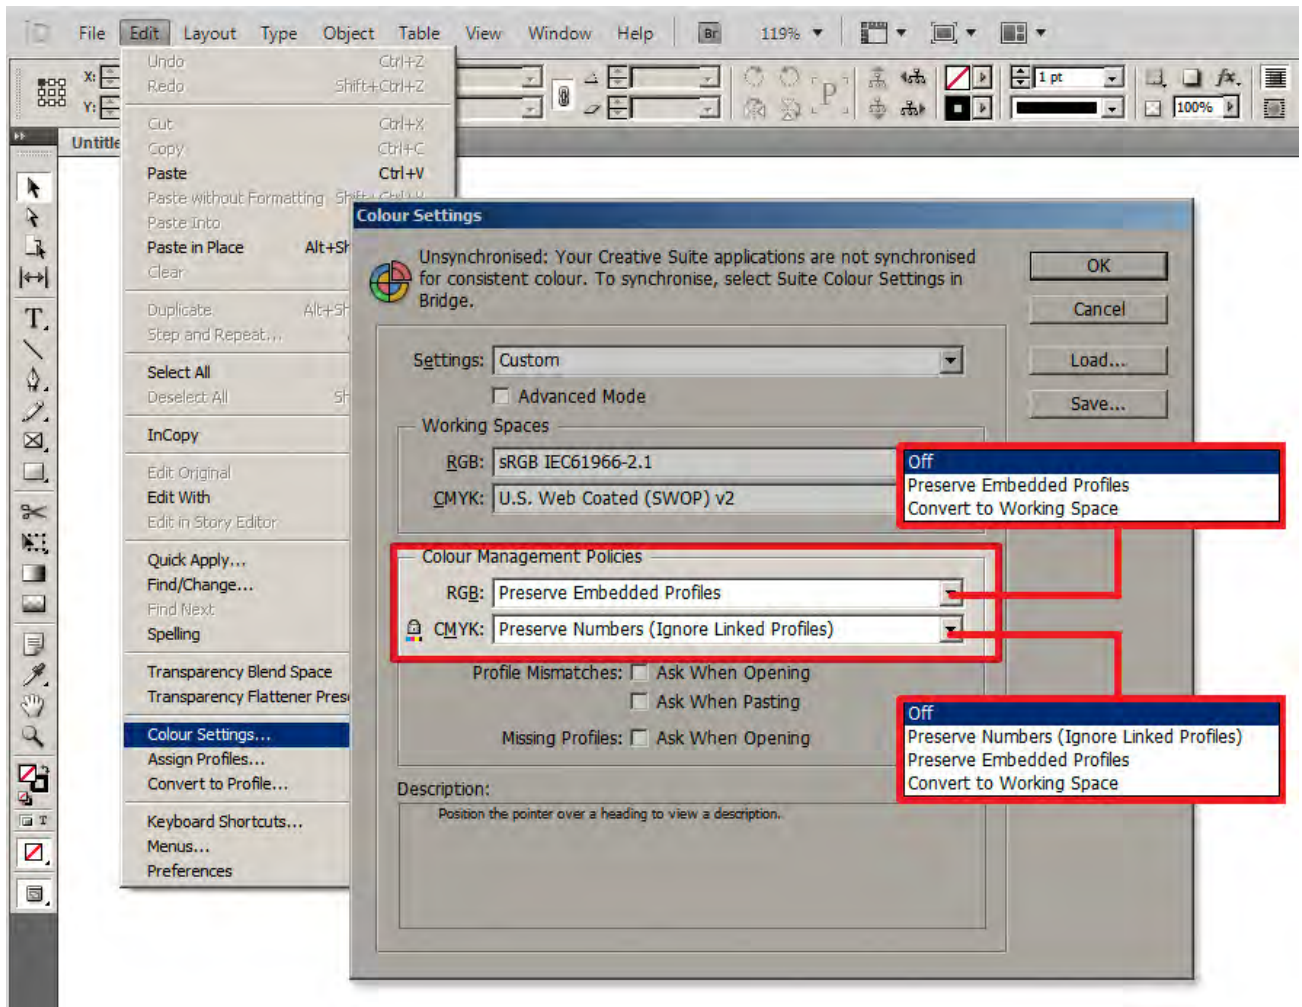 File Edit Layout Type Object Table View Window Help Br 119%
X: 1 pt
Y: 100%
Untitle
Undo Ctrl+Z
Redo Shift+Ctrl+Z
Cut Ctrl+X
Copy Ctrl+C
Paste Ctrl+V
Paste without Formatting
Paste Into
Paste in Place Alt+Sh
Clear
Duplicate Alt+Sh
Step and Repeat...
Select All
Deselect All Sh
InCopy
Edit Original
Edit With
Edit in Story Editor
Quick Apply...
Find/Change...
Find Next
Spelling
Transparency Blend Space
Transparency Flattener Prese
Colour Settings...
Assign Profiles...
Convert to Profile...
Keyboard Shortcuts...
Menus...
Preferences
Colour Settings
Unsynchronised: Your Creative Suite applications are not synchronised
for consistent colour. To synchronise, select Suite Colour Settings in
Bridge.
OK
Cancel
Load...
Save...
Settings: Custom
Advanced Mode
Working Spaces
RGB: sRGB IEC61966-2.1
CMYK: U.S. Web Coated (SWOP) v2
Off
Preserve Embedded Profiles
Convert to Working Space
Colour Management Policies
RGB: Preserve Embedded Profiles
CMYK: Preserve Numbers (Ignore Linked Profiles)
Profile Mismatches: Ask When Opening
Ask When Pasting
Missing Profiles: Ask When Opening
Off
Preserve Numbers (Ignore Linked Profiles)
Preserve Embedded Profiles
Convert to Working Space
Description:
Position the pointer over a heading to view a description.